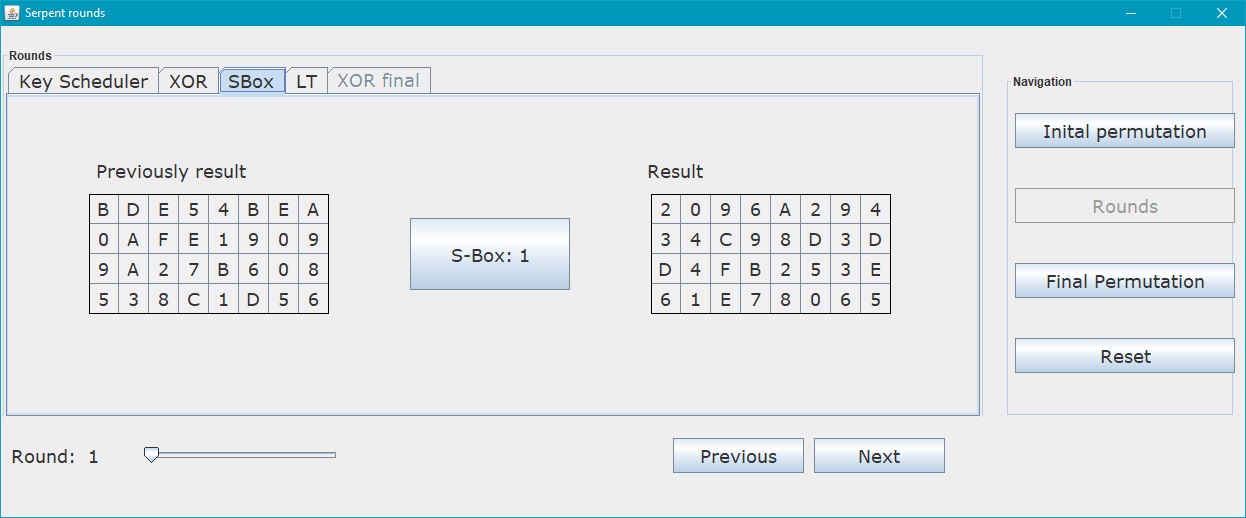 Serpent rounds
Rounds
Key Scheduler XOR SBox LT XOR final
Navigation
Inital permutation
Previously result Result
B D E 5 4 B E A 2 0 9 6 A 2 9 4
Rounds
0 A F E 1 9 0 9 3 4 C 9 8 D 3 D
S-Box: 1
9 A 2 7 B 6 0 8 D 4 F B 2 5 3 E
Final Permutation
5 3 8 C 1 D 5 6 6 1 E 7 8 0 6 5
Reset
Round: 1 Previous Next